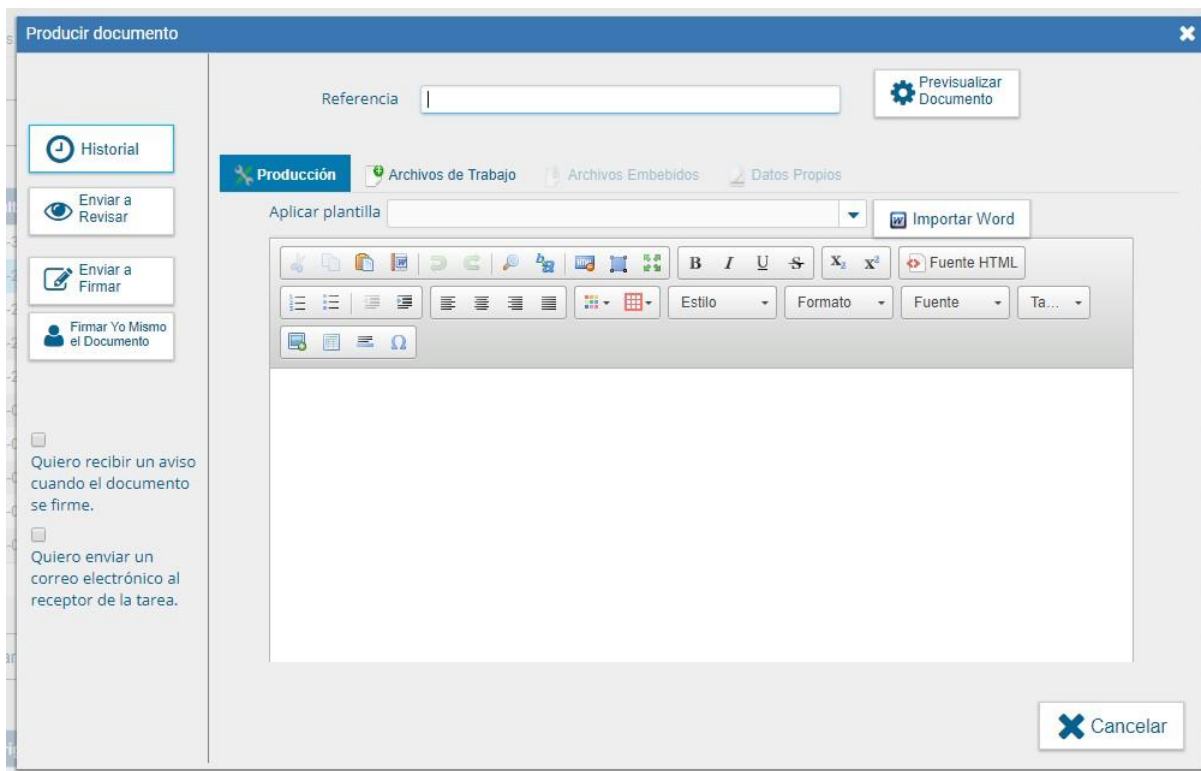 Producir documento
Referencia
Previsualizar
Documento
Historial
Enviar a
Revisar
Enviar a
Firmar
Firmar Yo Mismo
el Documento
Quiero recibir un aviso
cuando el documento
se firme.
Quiero enviar un
correo electrónico al
receptor de la tarea.
Producción Archivos de Trabajo Archivos Embebidos Datos Propios
Aplicar plantilla Importar Word
B I U S X₂ X² Fuente HTML
Estilo Formato Fuente Ta...
Ω
Cancelar